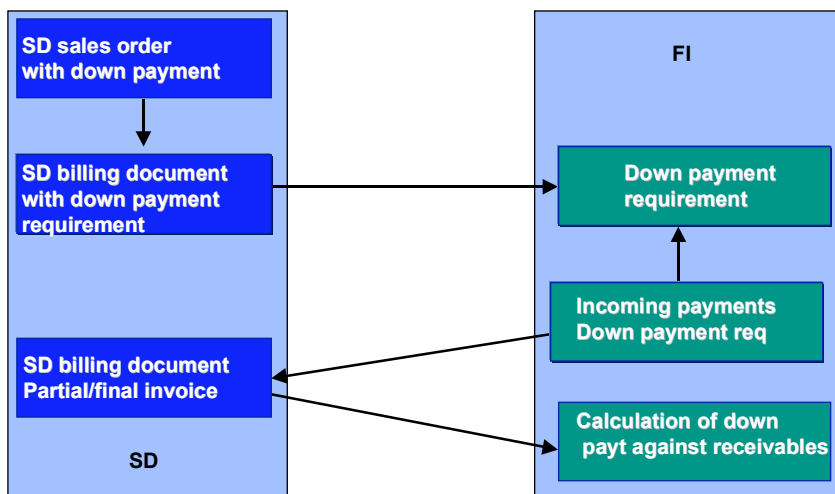 SD sales order
with down payment
SD billing document
with down payment
requirement
SD billing document
Partial/final invoice
SD
FI
Down payment
requirement
Incoming payments
Down payment req
Calculation of down
payt against receivables